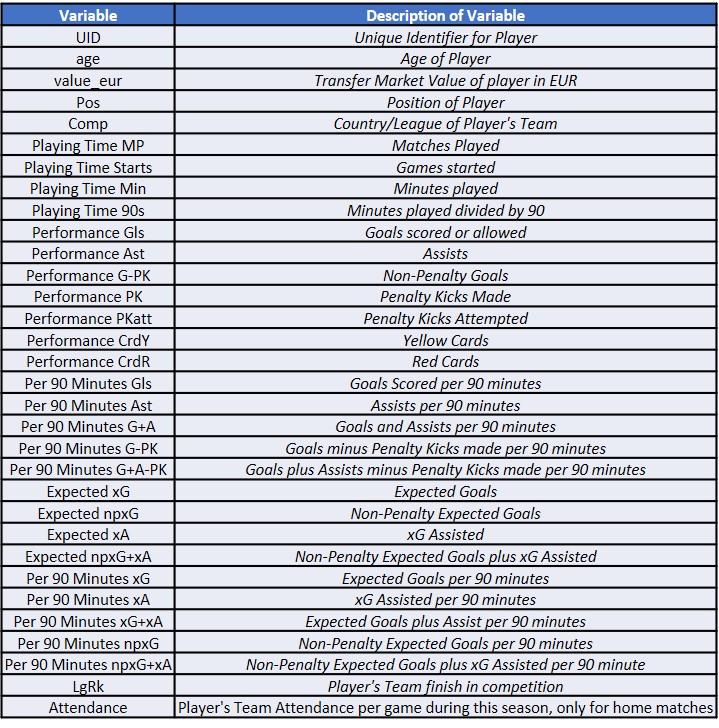 Variable Description of Variable
UID Unique Identifier for Player
age Age of Player
value_eur Transfer Market Value of player in EUR
Pos Position of Player
Comp Country/League of Player's Team
Playing Time MP Matches Played
Playing Time Starts Games started
Playing Time Min Minutes played
Playing Time 90s Minutes played divided by 90
Performance Gls Goals scored or allowed
Performance Ast Assists
Performance G-PK Non-Penalty Goals
Performance PK Penalty Kicks Made
Performance PKatt Penalty Kicks Attempted
Performance CrdY Yellow Cards
Performance CrdR Red Cards
Per 90 Minutes Gls Goals Scored per 90 minutes
Per 90 Minutes Ast Assists per 90 minutes
Per 90 Minutes G+A Goals and Assists per 90 minutes
Per 90 Minutes G-PK Goals minus Penalty Kicks made per 90 minutes
Per 90 Minutes G+A-PK Goals plus Assists minus Penalty Kicks made per 90 minutes
Expected xG Expected Goals
Expected npxG Non-Penalty Expected Goals
Expected xA xG Assisted
Expected npxG+xA Non-Penalty Expected Goals plus xG Assisted
Per 90 Minutes xG Expected Goals per 90 minutes
Per 90 Minutes xA xG Assisted per 90 minutes
Per 90 Minutes xG+xA Expected Goals plus Assist per 90 minutes
Per 90 Minutes npxG Non-Penalty Expected Goals per 90 minutes
Per 90 Minutes npxG+xA Non-Penalty Expected Goals plus xG Assisted per 90 minute
LgRk Player's Team finish in competition
Attendance Player's Team Attendance per game during this season, only for home matches